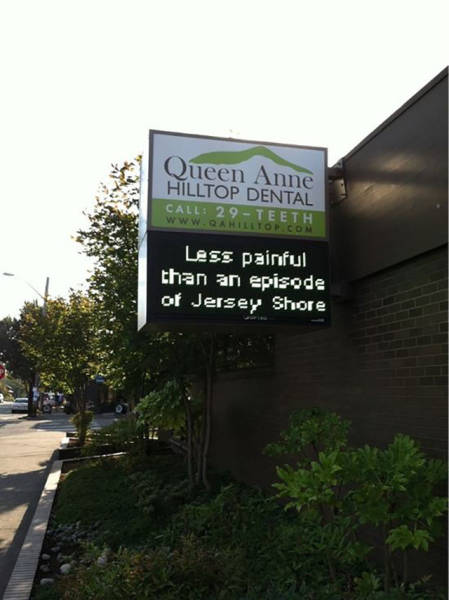 Queen Anne
HILLTOP DENTAL
CALL: 29-TEETH
WWW.QAHILLTOP.COM
Less painful
than an episode
of Jersey Shore